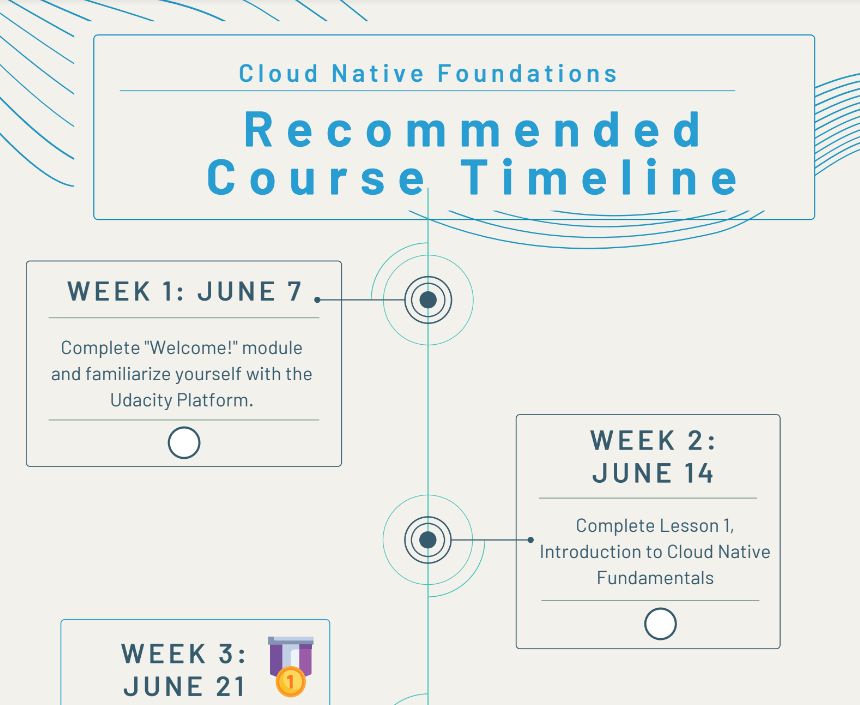 Cloud Native Foundations
Recommended
Course Timeline
WEEK 1: JUNE 7
Complete "Welcome!" module
and familiarize yourself with the
Udacity Platform.
WEEK 2:
JUNE 14
Complete Lesson 1,
Introduction to Cloud Native
Fundamentals
WEEK 3:
JUNE 21
1